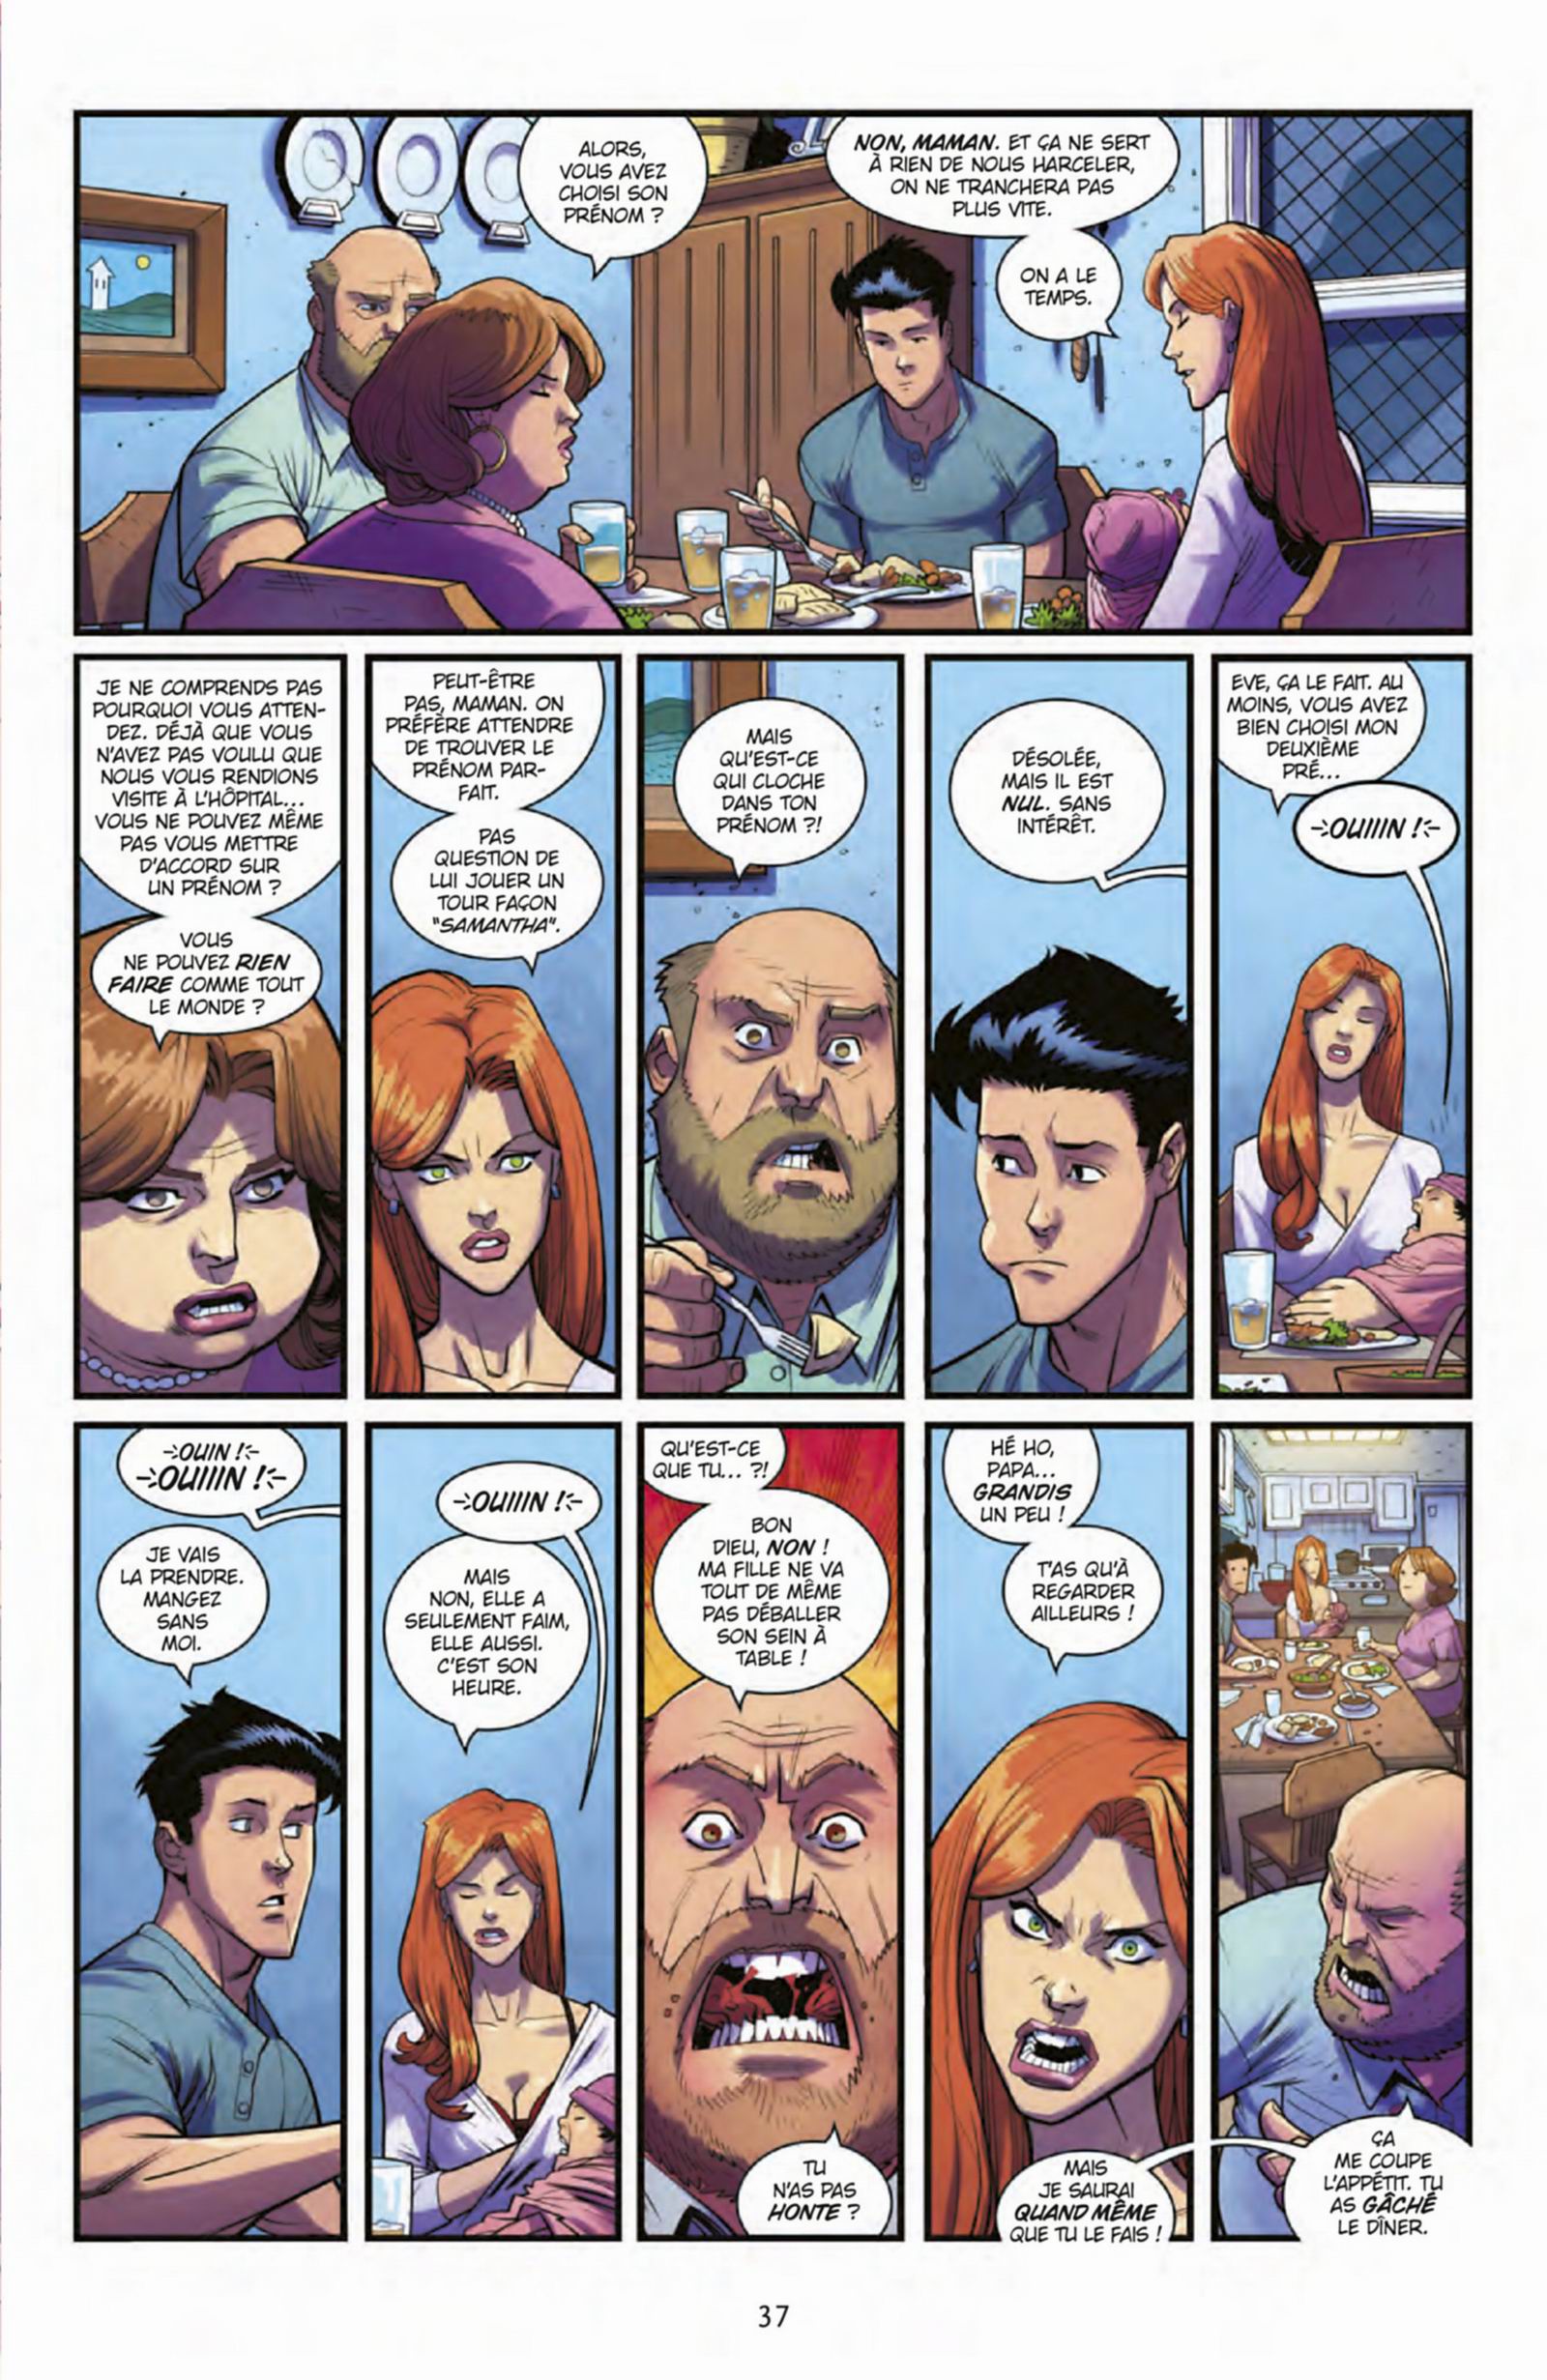 ALORS,
VOUS AVEZ
CHOISI SON
PRÉNOM ?
NON, MAMAN. ET ÇA NE SERT
À RIEN DE NOUS HARCELER,
ON NE TRANCHERA PAS
PLUS VITE.
ON A LE
TEMPS.
JE NE COMPRENDS PAS
POURQUOI VOUS ATTEN-
DEZ. DÉJÀ QUE VOUS
N'AVEZ PAS VOULU QUE
NOUS VOUS RENDIONS
VISITE À L'HÔPITAL...
VOUS NE POUVEZ MÊME
PAS VOUS METTRE
D'ACCORD SUR
UN PRÉNOM ?
VOUS
NE POUVEZ RIEN
FAIRE COMME TOUT
LE MONDE ?
PEUT-ÊTRE
PAS, MAMAN. ON
PRÉFÈRE ATTENDRE
DE TROUVER LE
PRÉNOM PAR-
FAIT.
PAS
QUESTION DE
LUI JOUER UN
TOUR FAÇON
"SAMANTHA".
MAIS
QU'EST-CE
QUI CLOCHE
DANS TON
PRÉNOM ?!
DÉSOLÉE,
MAIS IL EST
NUL. SANS
INTÉRÊT.
EVE, ÇA LE FAIT. AU
MOINS, VOUS AVEZ
BIEN CHOISI MON
DEUXIÈME
PRÉ...
OUIIIN !
OUIN !
OUIIIN !
JE VAIS
LA PRENDRE.
MANGEZ
SANS
MOI.
OUIIIN !
MAIS
NON, ELLE A
SEULEMENT FAIM,
ELLE AUSSI.
C'EST SON
HEURE.
QU'EST-CE
QUE TU... ?!
BON
DIEU, NON !
MA FILLE NE VA
TOUT DE MÊME
PAS DÉBALLER
SON SEIN À
TABLE !
TU
N'AS PAS
HONTE ?
HÉ HO,
PAPA...
GRANDIS
UN PEU !
T'AS QU'À
REGARDER
AILLEURS !
MAIS
JE SAURAI
QUAND MÊME
QUE TU LE FAIS !
ÇA
ME COUPE
L'APPÉTIT. TU
AS GÂCHÉ
LE DÎNER.
37